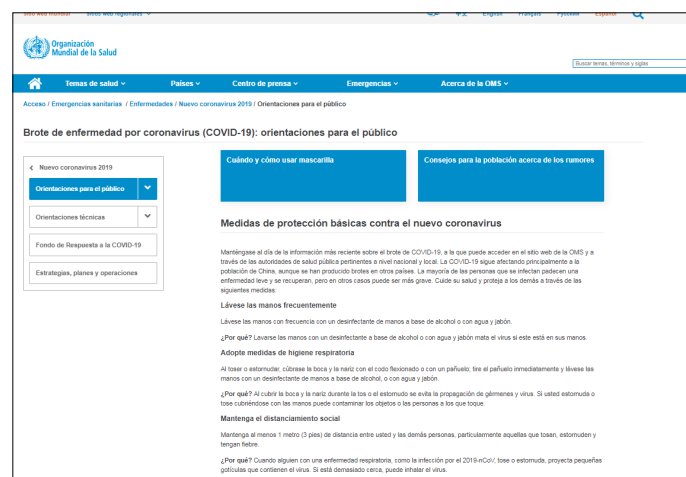 Sitios web regionales
English Français Русский Español
Organización
Mundial de la Salud
Buscar temas, términos y siglas
Temas de salud Países Centro de prensa Emergencias Acerca de la OMS
Acceso / Emergencias sanitarias / Enfermedades / Nuevo coronavirus 2019 / Orientaciones para el público
Brote de enfermedad por coronavirus (COVID-19): orientaciones para el público
Nuevo coronavirus 2019
Orientaciones para el público
Orientaciones técnicas
Fondo de Respuesta a la COVID-19
Estrategias, planes y operaciones
Cuándo y cómo usar mascarilla
Consejos para la población acerca de los rumores
Medidas de protección básicas contra el nuevo coronavirus
Manténgase al día de la información más reciente sobre el brote de COVID-19, a la que puede acceder en el sitio web de la OMS y a
través de las autoridades de salud pública pertinentes a nivel nacional y local. La COVID-19 sigue afectando principalmente a la
población de China, aunque se han producido brotes en otros países. La mayoría de las personas que se infectan padecen una
enfermedad leve y se recuperan, pero en otros casos puede ser más grave. Cuide su salud y proteja a los demás a través de las
siguientes medidas:
Lávese las manos frecuentemente
Lávese las manos con frecuencia con un desinfectante de manos a base de alcohol o con agua y jabón.
¿Por qué? Lavarse las manos con un desinfectante a base de alcohol o con agua y jabón mata el virus si este está en sus manos.
Adopte medidas de higiene respiratoria
Al toser o estornudar, cúbrase la boca y la nariz con el codo flexionado o con un pañuelo; tire el pañuelo inmediatamente y lávese las
manos con un desinfectante de manos a base de alcohol, o con agua y jabón.
¿Por qué? Al cubrir la boca y la nariz durante la tos o el estornudo se evita la propagación de gérmenes y virus. Si usted estornuda o
tose cubriéndose con las manos puede contaminar los objetos o las personas a los que toque.
Mantenga el distanciamiento social
Mantenga al menos 1 metro (3 pies) de distancia entre usted y las demás personas, particularmente aquellas que tosan, estornuden y
tengan fiebre.
¿Por qué? Cuando alguien con una enfermedad respiratoria, como la infección por el 2019-nCoV, tose o estornuda, proyecta pequeñas
gotículas que contienen el virus. Si está demasiado cerca, puede inhalar el virus.